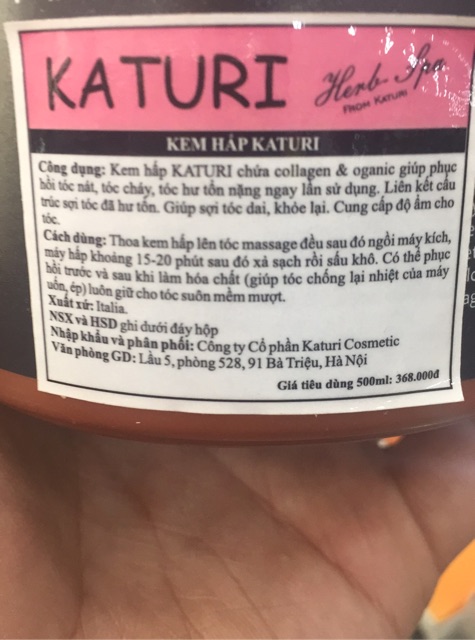 KATURI
Herb-Spa
FROM KATURI
KEM HẤP KATURI
Công dụng: Kem hấp KATURI chứa collagen & oganic giúp phục
hồi tóc nát, tóc cháy, tóc hư tổn nặng ngay lần sử dụng. Liên kết cấu
trúc sợi tóc đã hư tổn. Giúp sợi tóc dai, khỏe lại. Cung cấp độ ẩm cho
tóc.
Cách dùng: Thoa kem hấp lên tóc massage đều sau đó ngồi máy kích,
máy hấp khoảng 15-20 phút sau đó xả sạch rồi sấu khô. Có thể phục
hồi trước và sau khi làm hóa chất (giúp tóc chống lại nhiệt của máy
uốn, ép) luôn giữ cho tóc suôn mềm mượt.
Xuất xứ: Italia.
NSX và HSD ghi dưới đáy hộp
Nhập khẩu và phân phối: Công ty Cổ phần Katuri Cosmetic
Văn phòng GD: Lầu 5, phòng 528, 91 Bà Triệu, Hà Nội
Giá tiêu dùng 500ml: 368.000đ